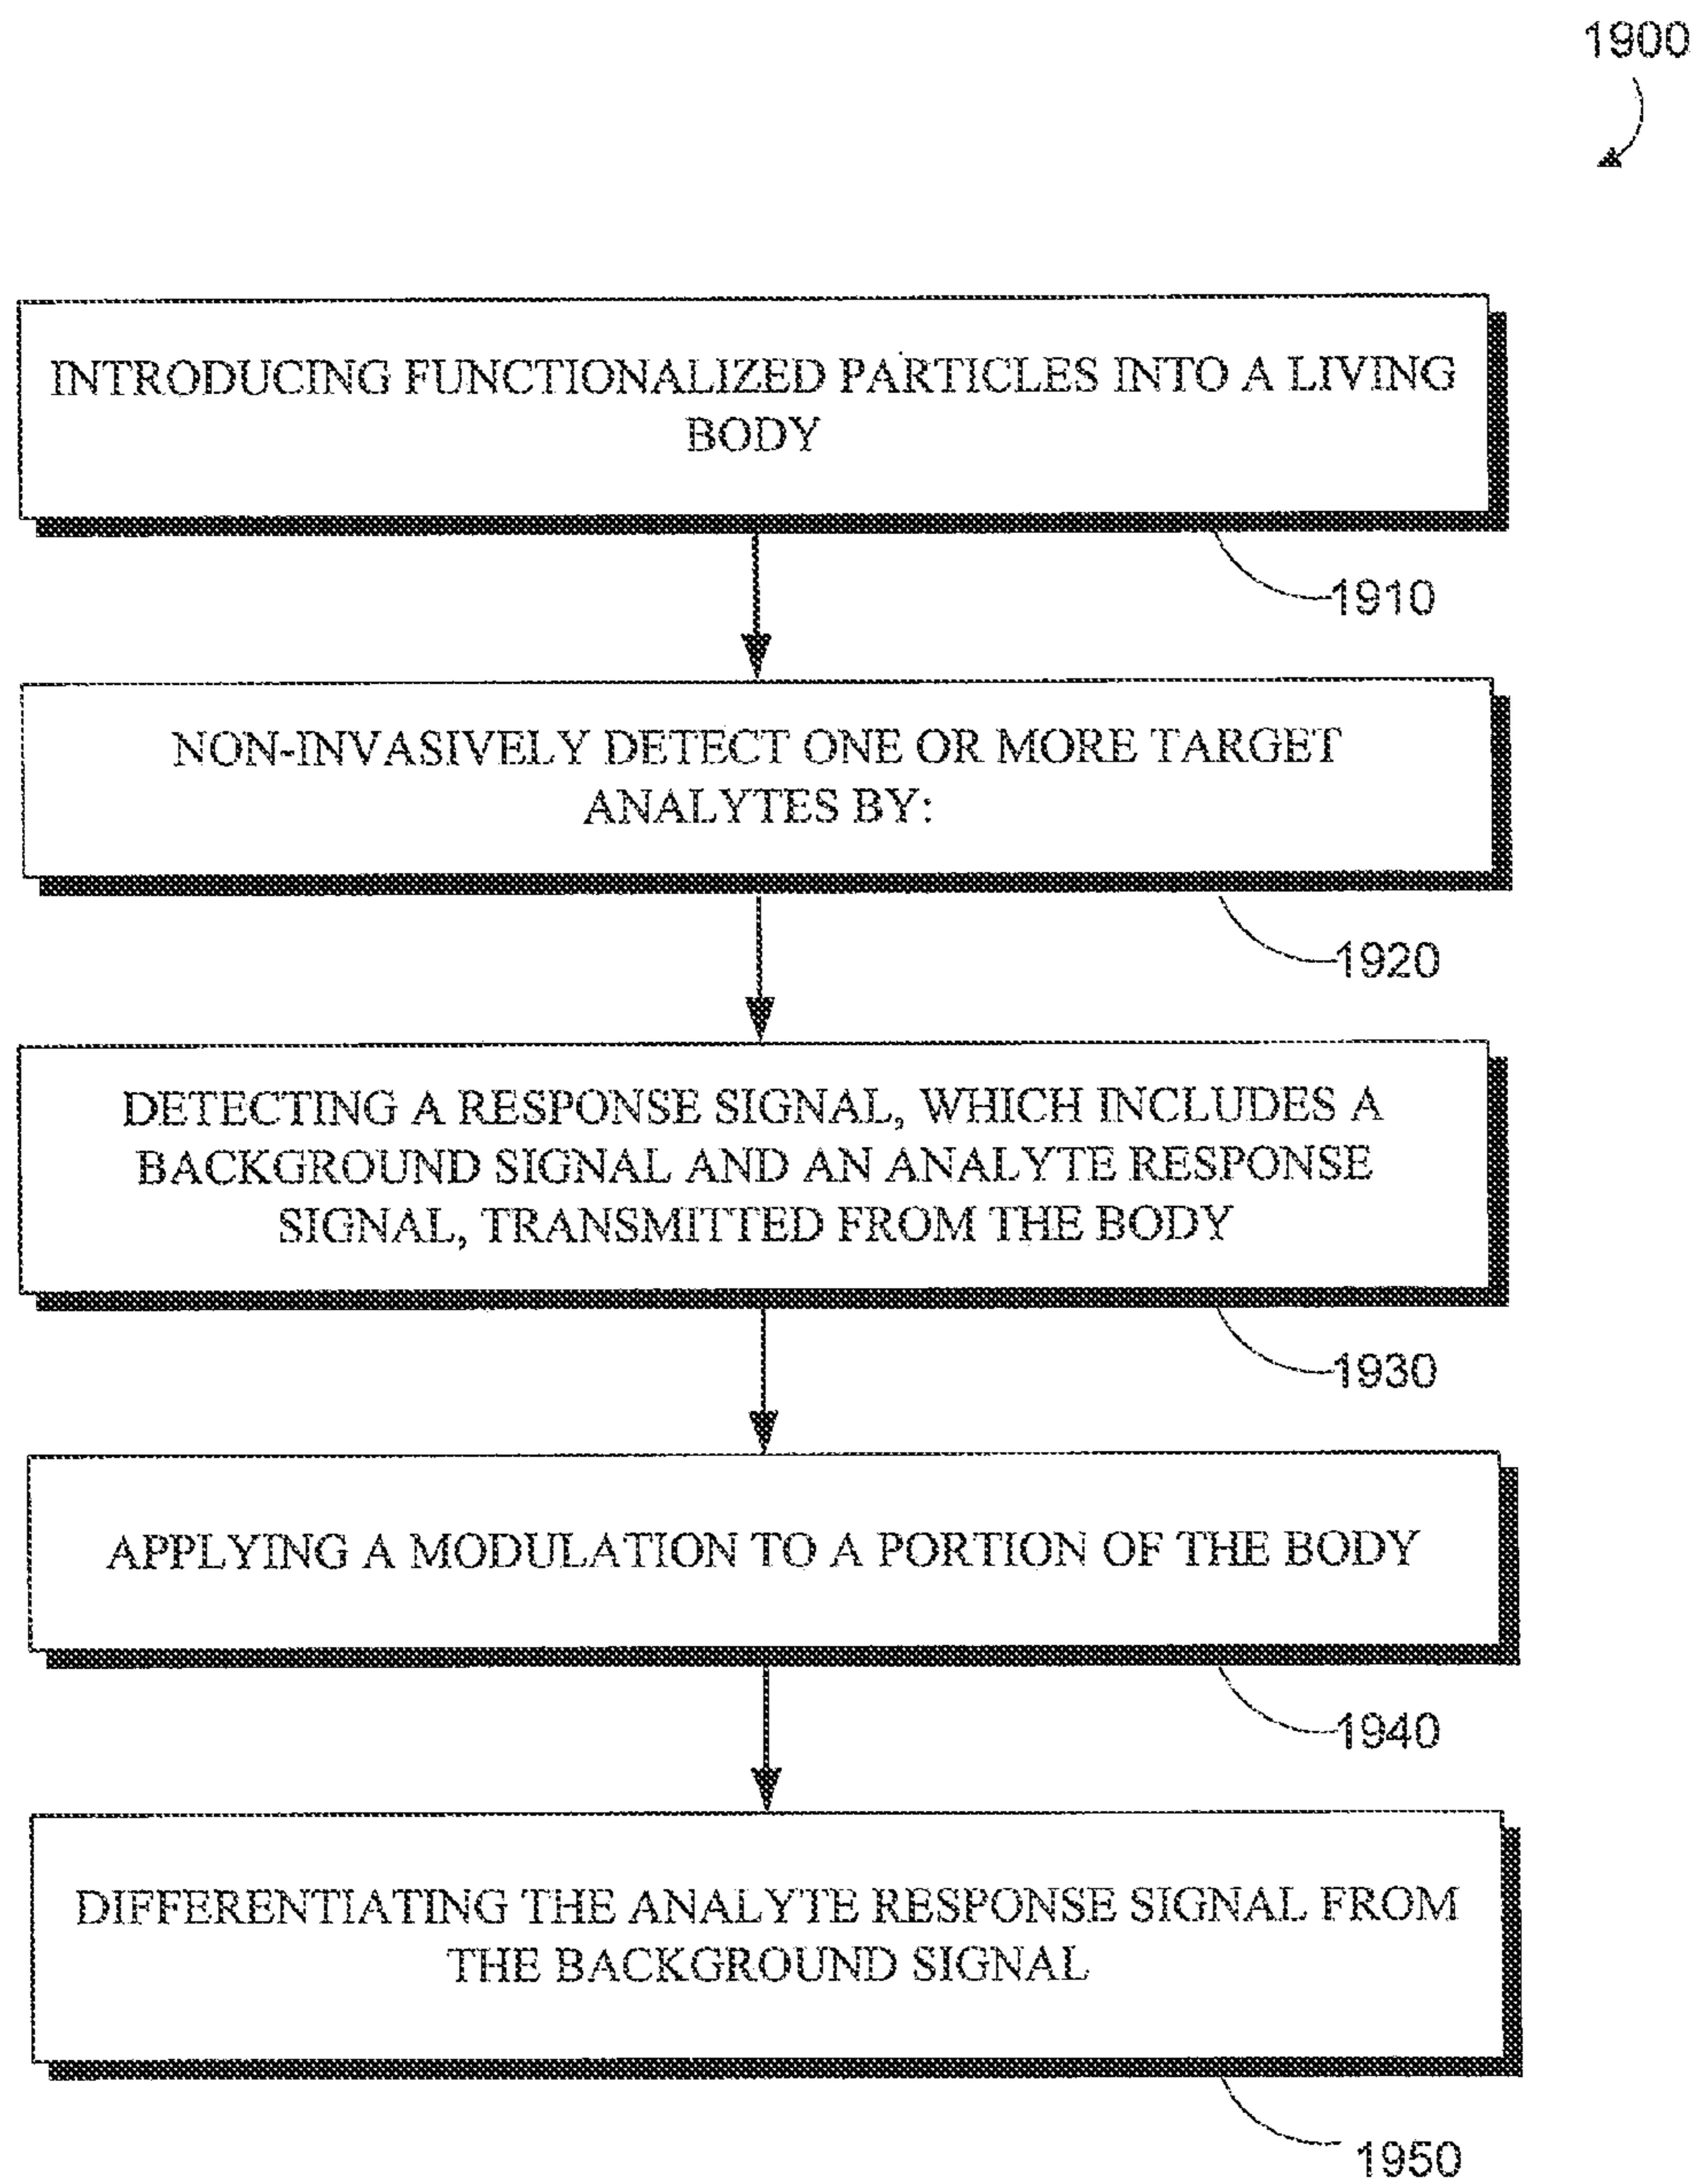 1900
INTRODUCING FUNCTIONALIZED PARTICLES INTO A LIVING
BODY
1910
NON-INVASIVELY DETECT ONE OR MORE TARGET
ANALYTES BY:
1920
DETECTING A RESPONSE SIGNAL, WHICH INCLUDES A
BACKGROUND SIGNAL AND AN ANALYTE RESPONSE
SIGNAL, TRANSMITTED FROM THE BODY
1930
APPLYING A MODULATION TO A PORTION OF THE BODY
1940
DIFFERENTIATING THE ANALYTE RESPONSE SIGNAL FROM
THE BACKGROUND SIGNAL
1950